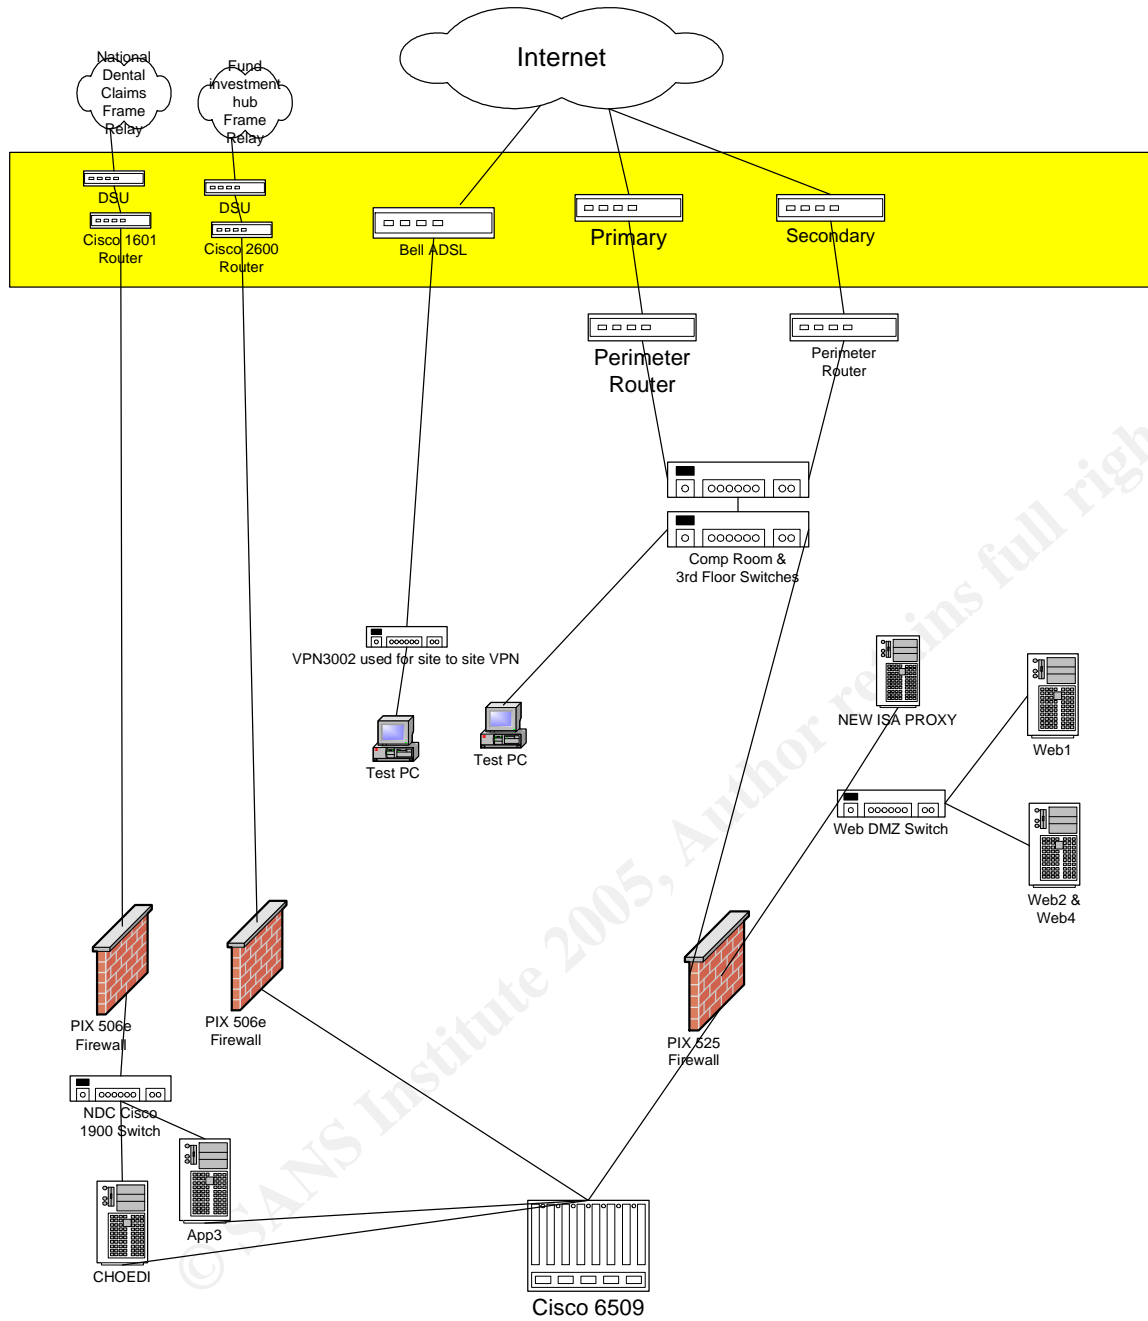 Internet
National
Dental
Claims
Frame
Relay
Fund
investment
hub
Frame
Relay
DSU
Cisco 1601
Router
DSU
Cisco 2600
Router
Bell ADSL
Primary
Secondary
Perimeter
Router
Perimeter
Router
Comp Room &
3rd Floor Switches
VPN3002 used for site to site VPN
Test PC
Test PC
NEW ISA PROXY
Web1
Web DMZ Switch
Web2 &
Web4
PIX 506e
Firewall
PIX 506e
Firewall
PIX 525
Firewall
NDC Cisco
1900 Switch
App3
CHOEDI
Cisco 6509
© SANS Institute 2005, Author retains full righ